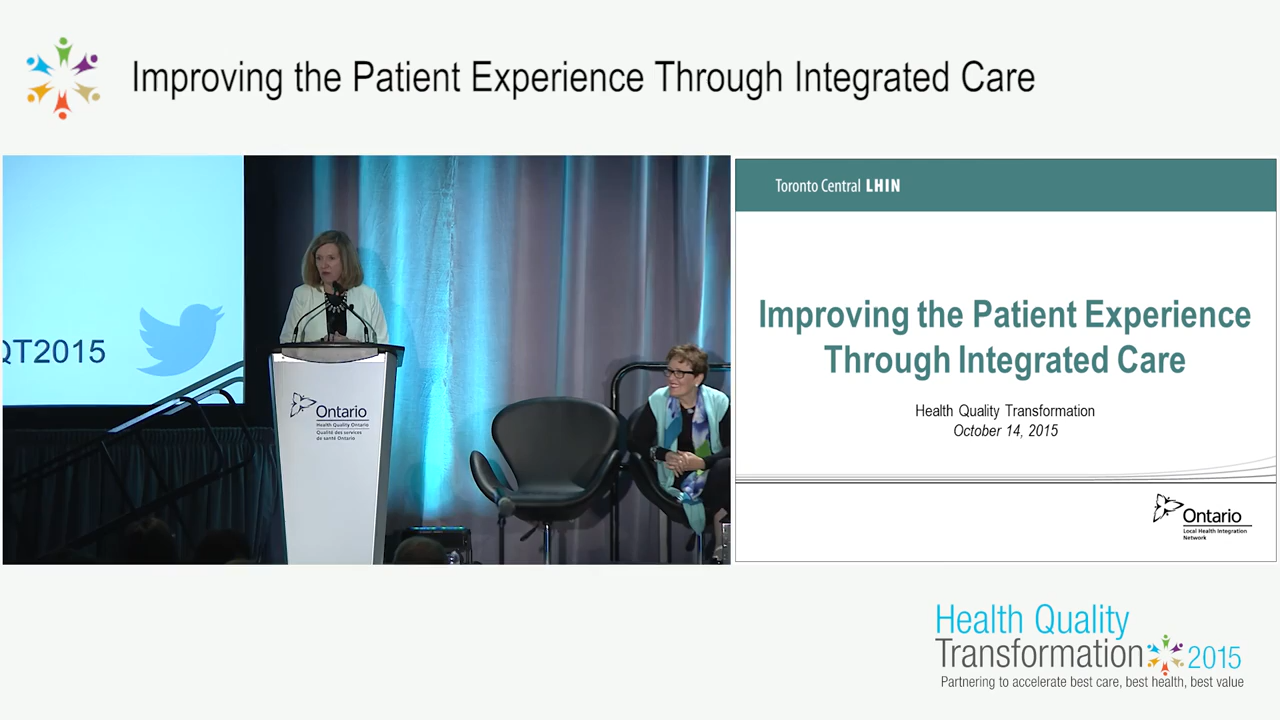 Improving the Patient Experience Through Integrated Care
QT2015
Ontario
Health Quality Ontario
Qualité des services
de santé Ontario
Toronto Central LHIN
Improving the Patient Experience
Through Integrated Care
Health Quality Transformation
October 14, 2015
Ontario
Local Health Integration
Network
Health Quality
Transformation 2015
Partnering to accelerate best care, best health, best value